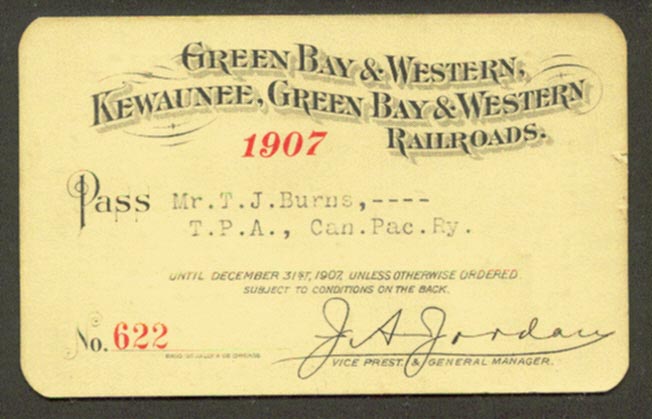 GREEN BAY & WESTERN,
KEWAUNEE, GREEN BAY & WESTERN
RAILROADS.
1907
Pass Mr.T.J.Burns,----
T.P.A., Can.Pac.Ry.
UNTIL DECEMBER 31ST, 1907, UNLESS OTHERWISE ORDERED.
SUBJECT TO CONDITIONS ON THE BACK.
No. 622
J A Jordan
VICE PREST. & GENERAL MANAGER.